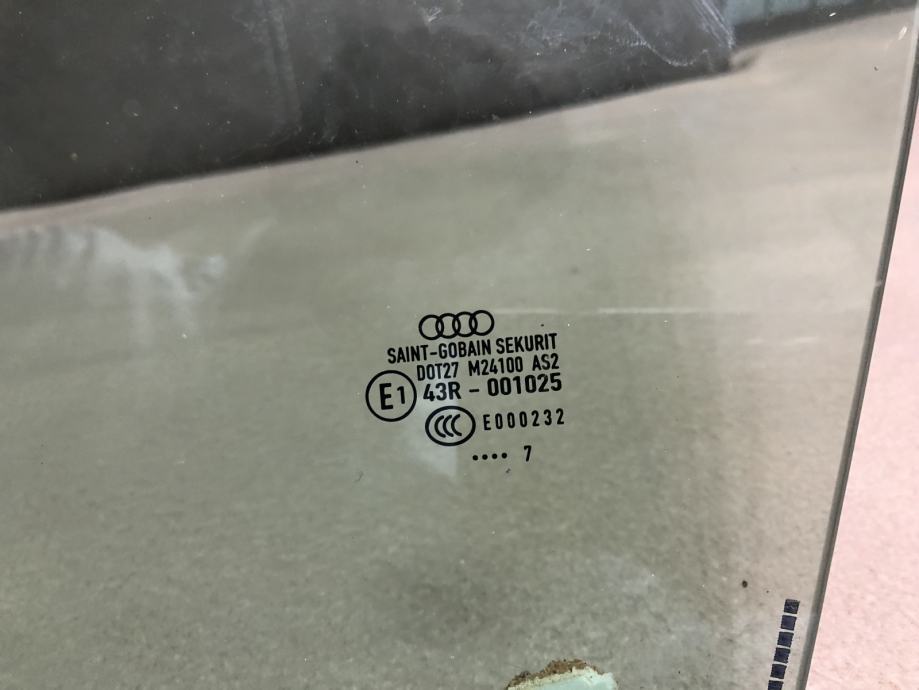 SAINT-GOBAIN SEKURIT
DOT27 M24100 AS2
E1 43R - 001025
CCC E000232
.... 7